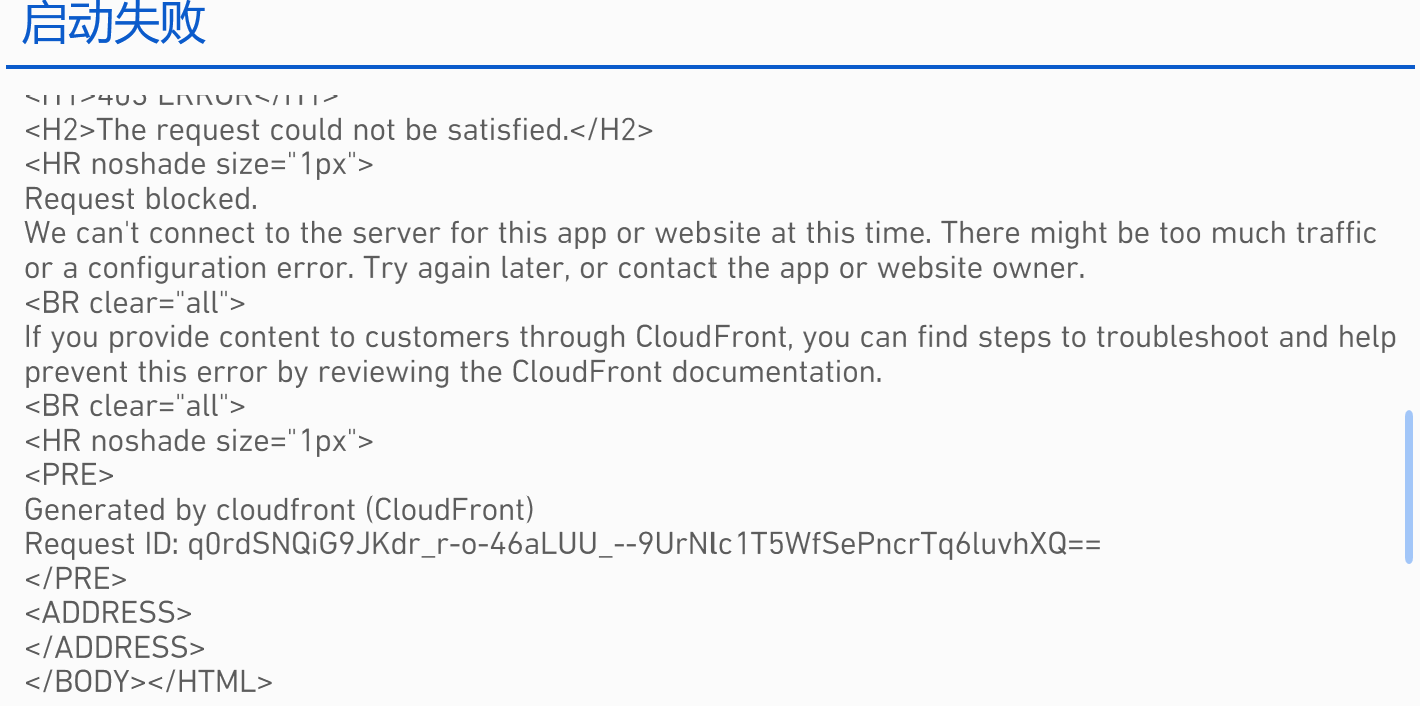 启动失败
<H1>403 ERROR</H1>
<H2>The request could not be satisfied.</H2>
<HR noshade size="1px">
Request blocked.
We can't connect to the server for this app or website at this time. There might be too much traffic
or a configuration error. Try again later, or contact the app or website owner.
<BR clear="all">
If you provide content to customers through CloudFront, you can find steps to troubleshoot and help
prevent this error by reviewing the CloudFront documentation.
<BR clear="all">
<HR noshade size="1px">
<PRE>
Generated by cloudfront (CloudFront)
Request ID: q0rdSNQiG9JKdr_r-o-46aLUU_--9UrNlc1T5WfSePncrTq6luvhXQ==
</PRE>
<ADDRESS>
</ADDRESS>
</BODY></HTML>